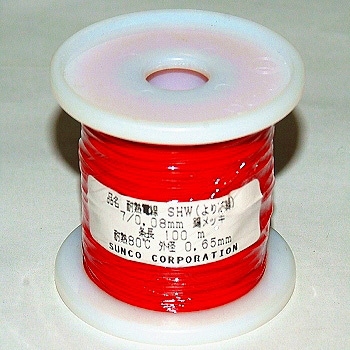 品名 耐熱電線 SHW(より線)
7/0.08mm 錫メッキ
条長 100 m
耐熱80℃ 外径 0.65mm
SUNCO CORPORATION